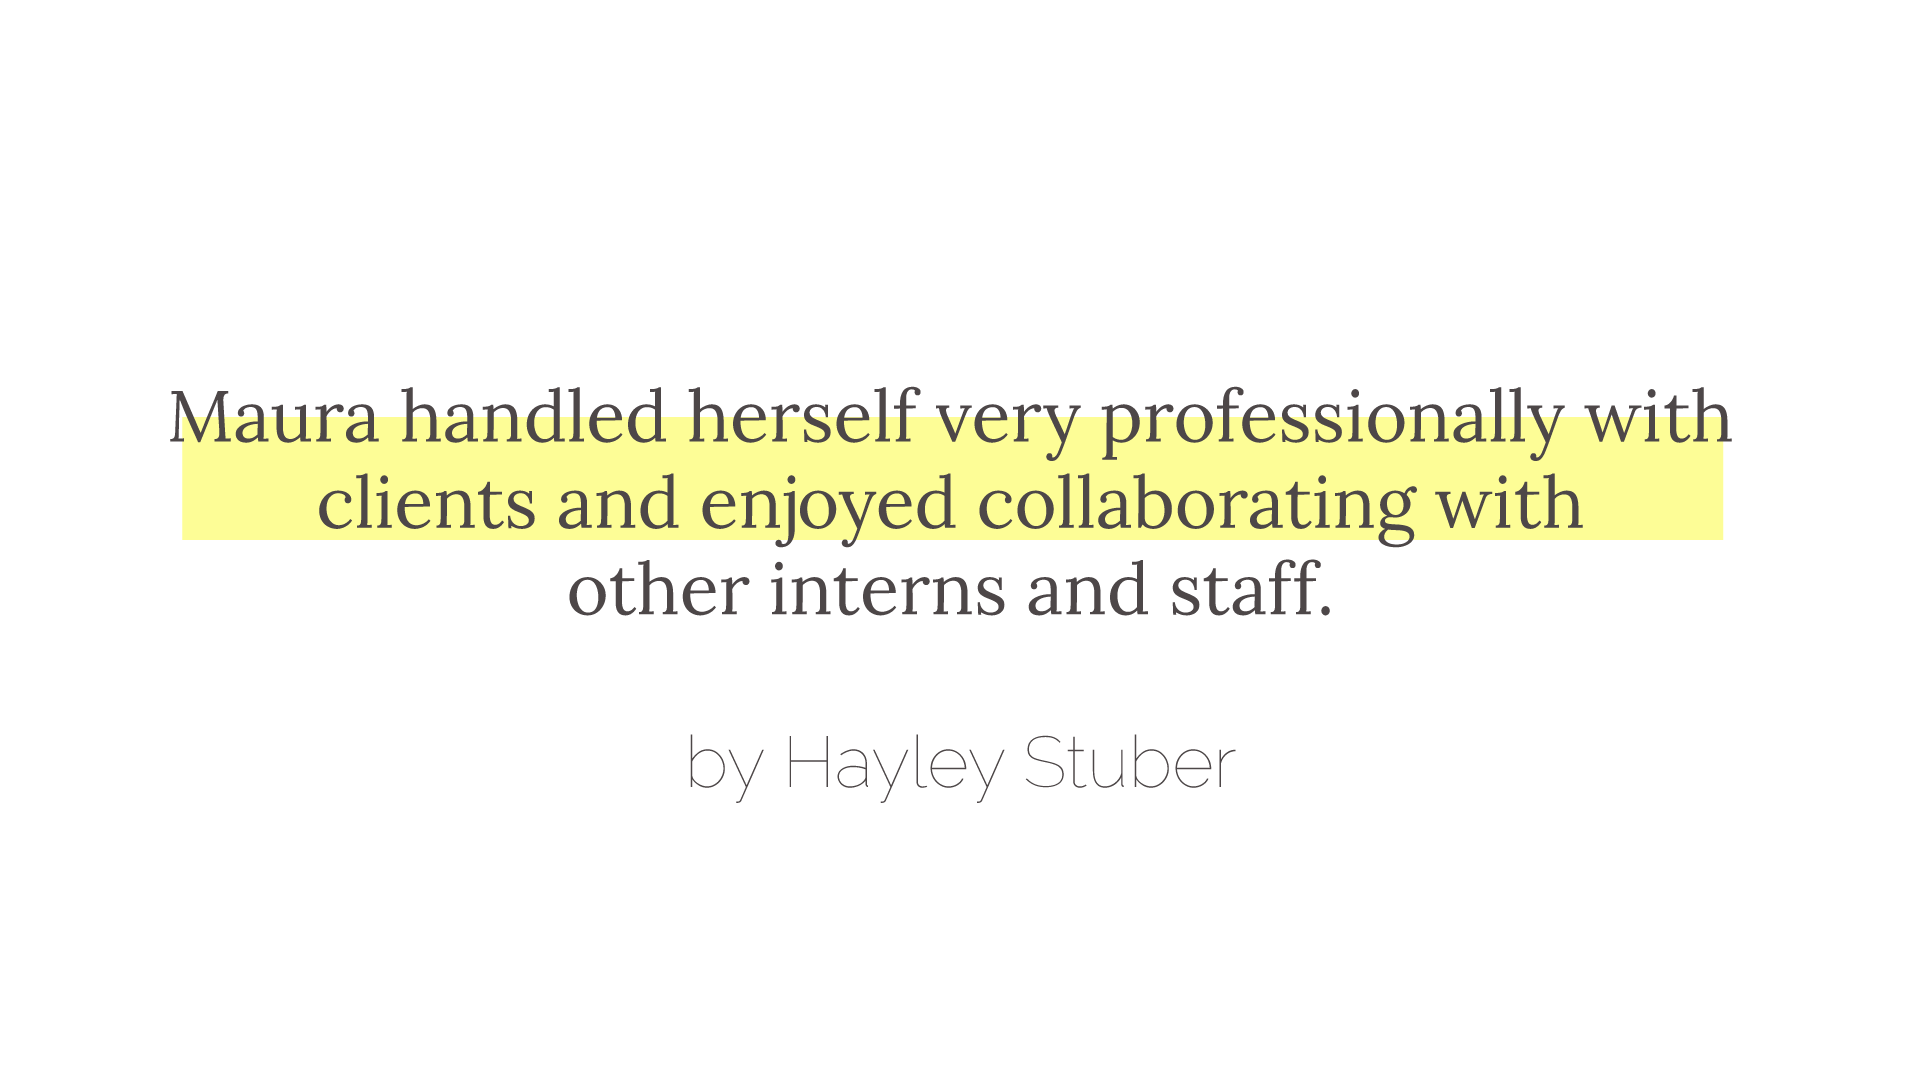 Maura handled herself very professionally with
clients and enjoyed collaborating with
other interns and staff.
by Hayley Stuber